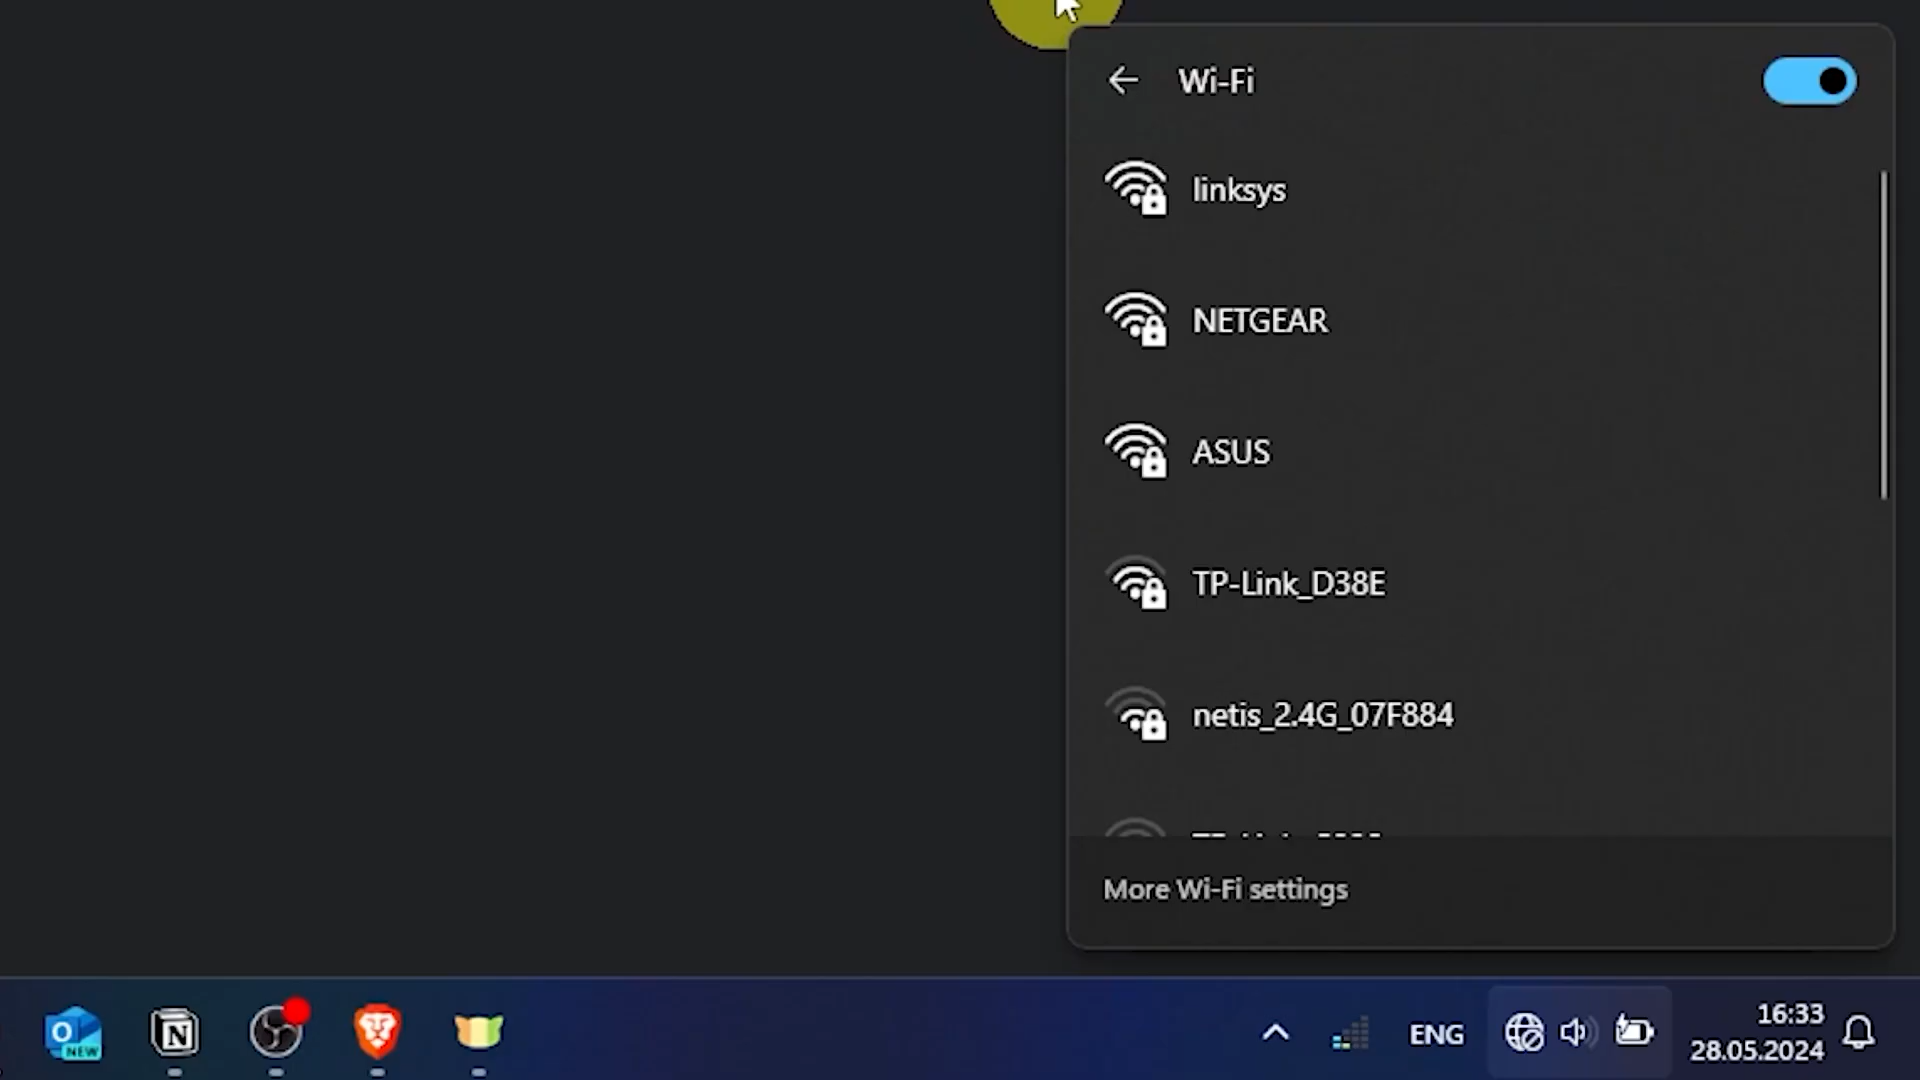 Wi-Fi
linksys
NETGEAR
ASUS
TP-Link_D38E
netis_2.4G_07F884
More Wi-Fi settings
O
NEW
N
ENG
16:33
28.05.2024